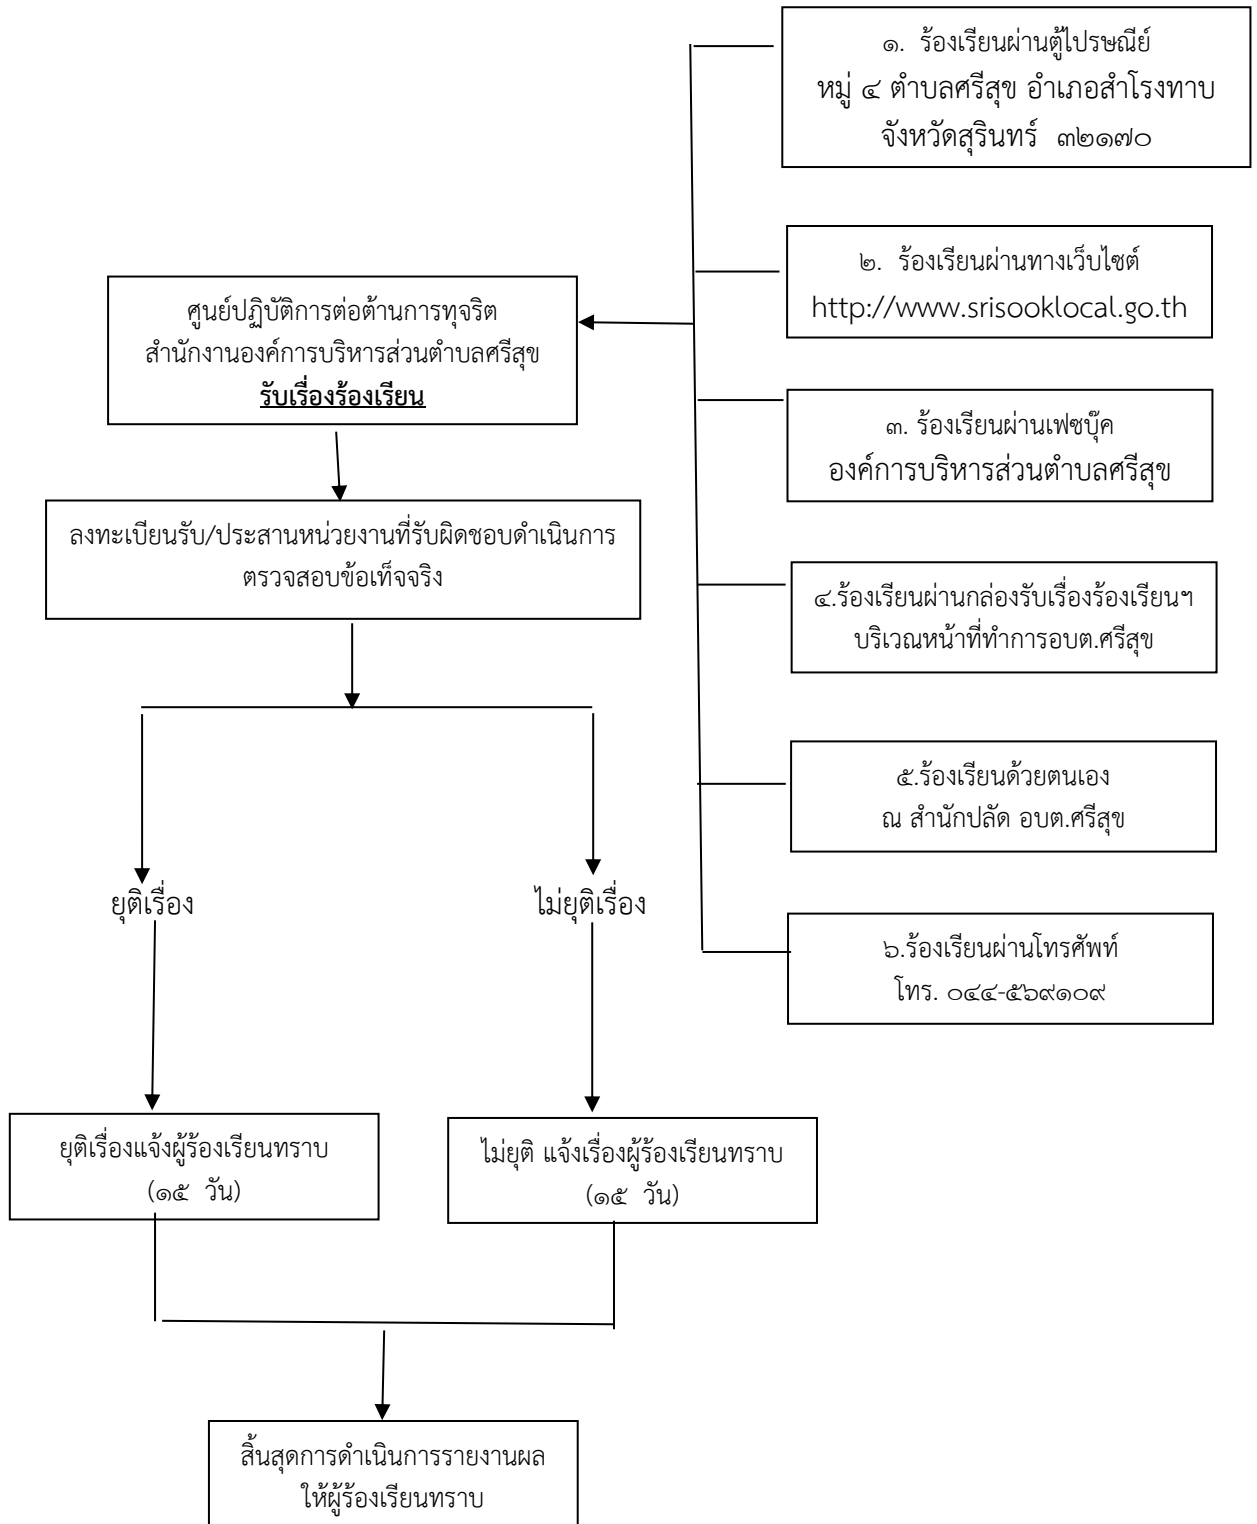 ๑. ร้องเรียนผ่านตู้ไปรษณีย์
หมู่ ๔ ตำบลศรีสุข อำเภอสำโรงทาบ
จังหวัดสุรินทร์ ๓๒๑๗๐
๒. ร้องเรียนผ่านทางเว็บไซต์
http://www.srisooklocal.go.th
๓. ร้องเรียนผ่านเฟซบุ๊ค
องค์การบริหารส่วนตำบลศรีสุข
๔.ร้องเรียนผ่านกล่องรับเรื่องร้องเรียนฯ
บริเวณหน้าที่ทำการอบต.ศรีสุข
๕.ร้องเรียนด้วยตนเอง
ณ สำนักปลัด อบต.ศรีสุข
๖.ร้องเรียนผ่านโทรศัพท์
โทร. ๐๔๔-๕๖๙๑๐๙
ศูนย์ปฏิบัติการต่อต้านการทุจริต
สำนักงานองค์การบริหารส่วนตำบลศรีสุข
รับเรื่องร้องเรียน
ลงทะเบียนรับ/ประสานหน่วยงานที่รับผิดชอบดำเนินการ
ตรวจสอบข้อเท็จจริง
ยุติเรื่อง
ไม่ยุติเรื่อง
ยุติเรื่องแจ้งผู้ร้องเรียนทราบ
(๑๕ วัน)
ไม่ยุติ แจ้งเรื่องผู้ร้องเรียนทราบ
(๑๕ วัน)
สิ้นสุดการดำเนินการรายงานผล
ให้ผู้ร้องเรียนทราบ